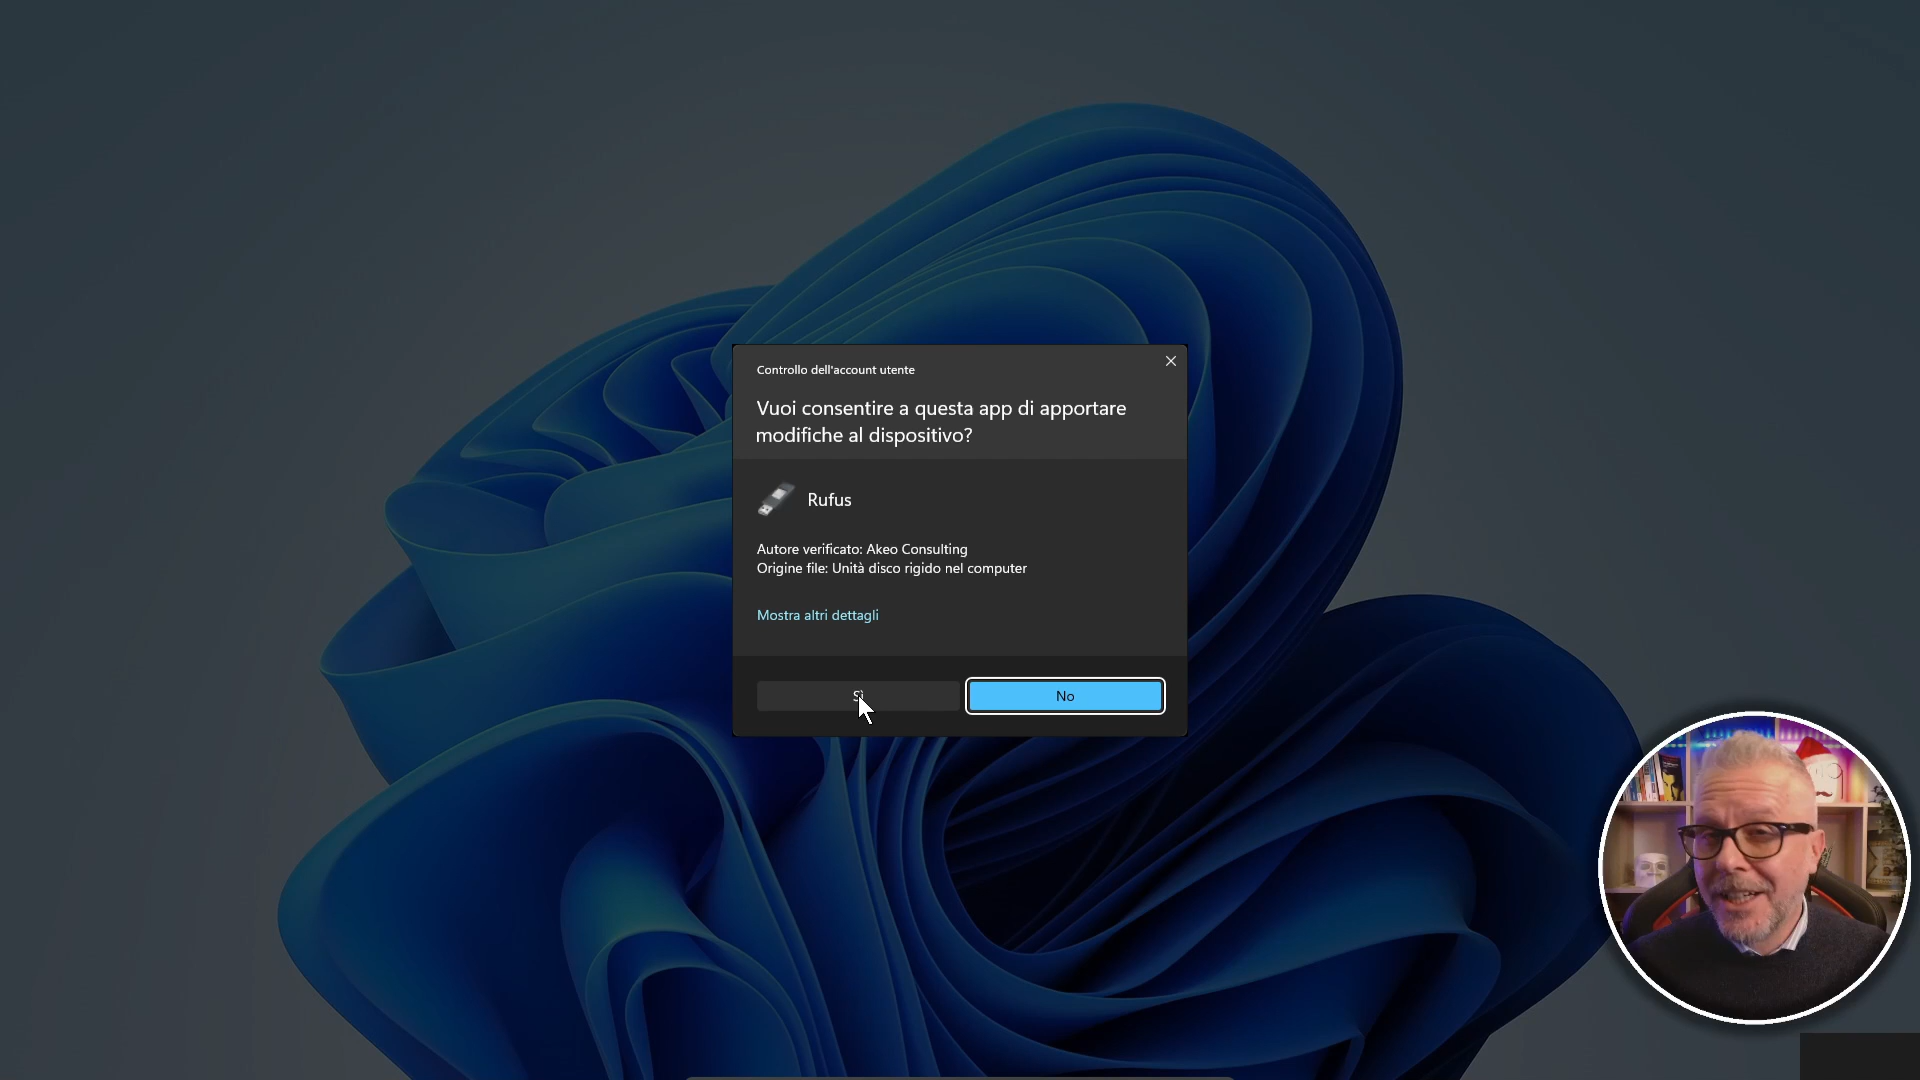 Controllo dell'account utente
Vuoi consentire a questa app di apportare
modifiche al dispositivo?
Rufus
Autore verificato: Akeo Consulting
Origine file: Unità disco rigido nel computer
Mostra altri dettagli
Sì
No